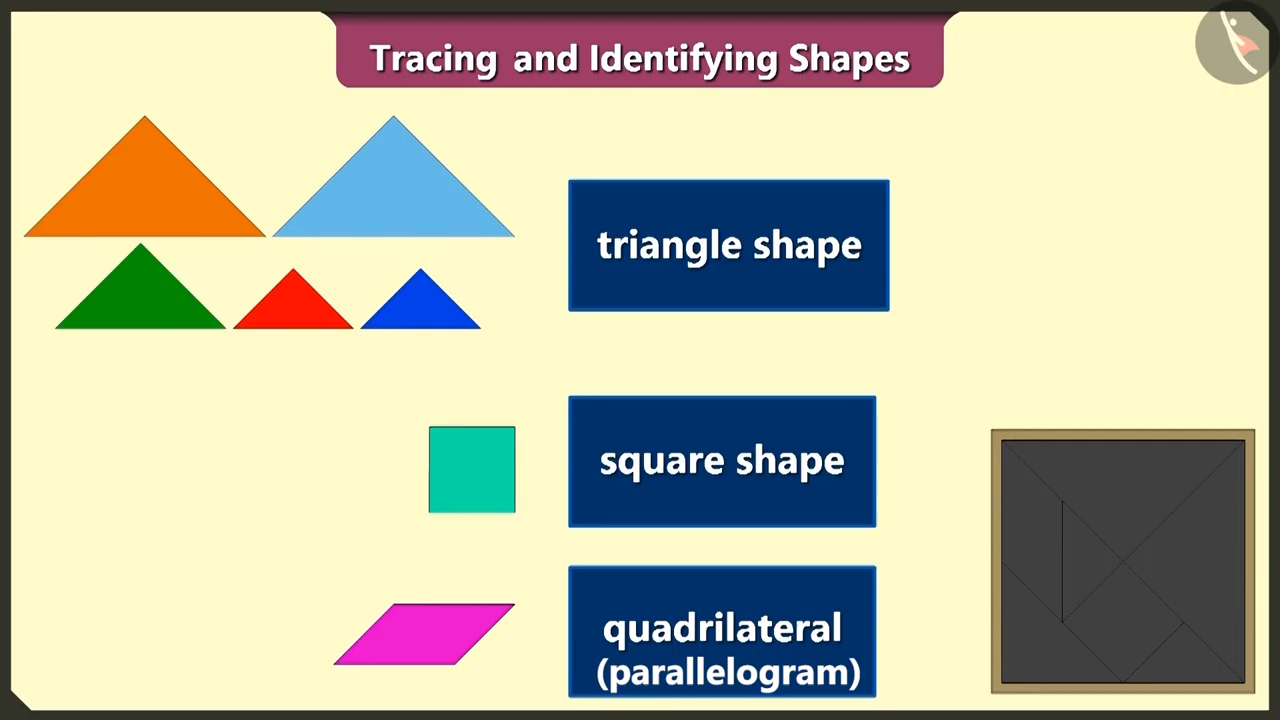 Tracing and Identifying Shapes
triangle shape
square shape
quadrilateral
(parallelogram)